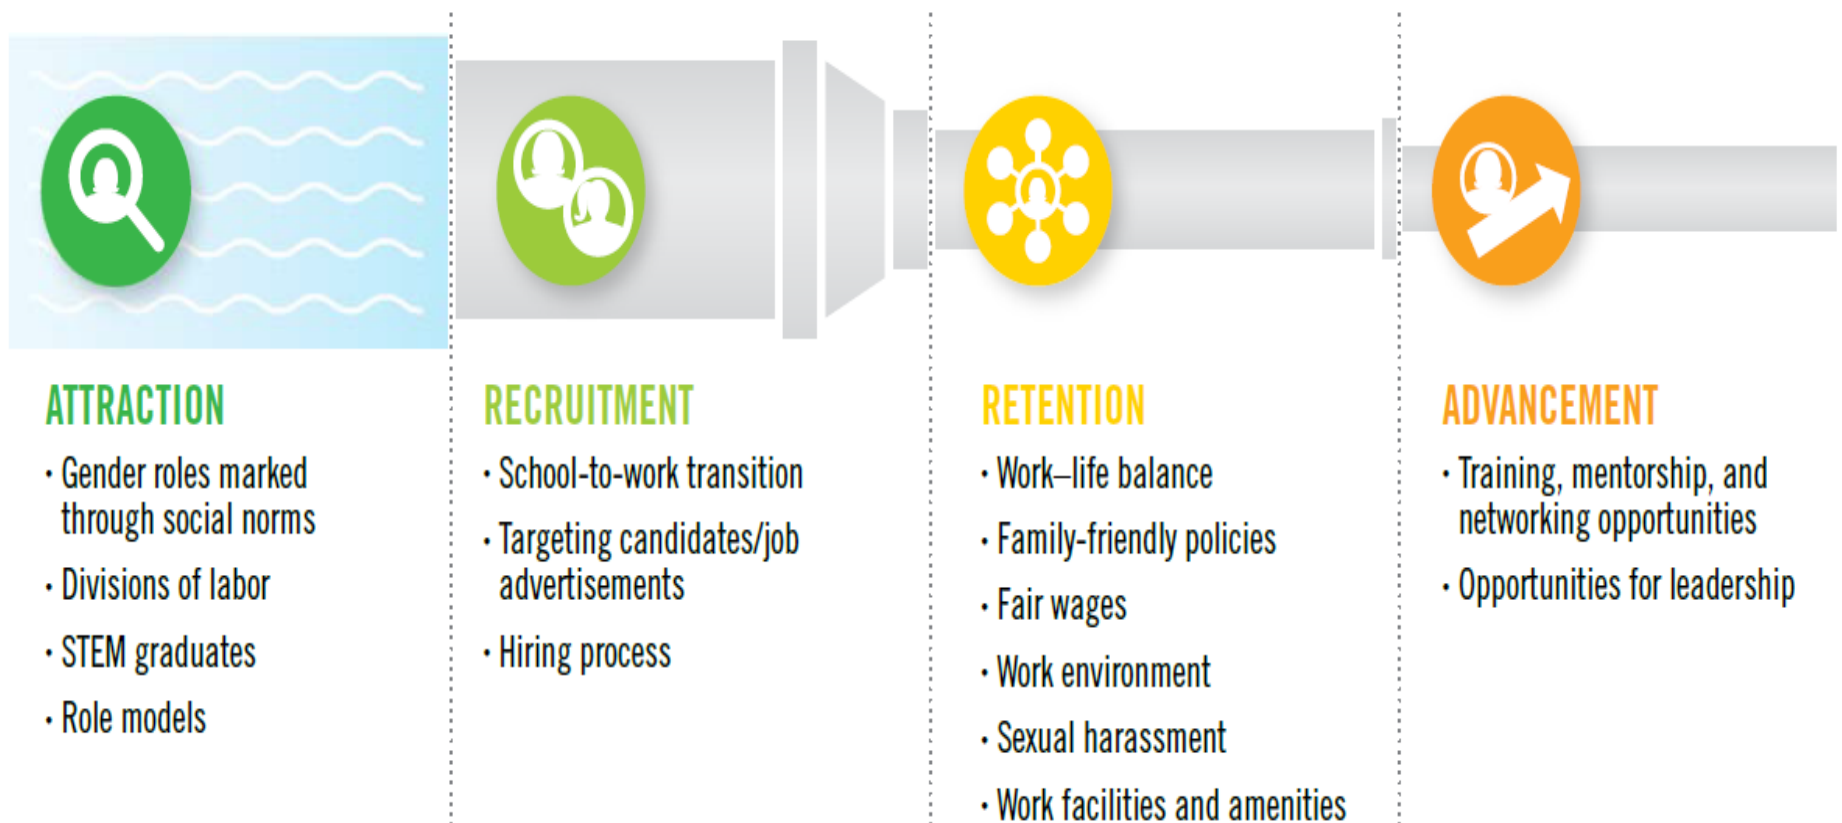 ATTRACTION
· Gender roles marked
through social norms
· Divisions of labor
· STEM graduates
· Role models
RECRUITMENT
· School-to-work transition
· Targeting candidates/job
advertisements
· Hiring process
RETENTION
· Work–life balance
· Family-friendly policies
· Fair wages
· Work environment
· Sexual harassment
· Work facilities and amenities
ADVANCEMENT
· Training, mentorship, and
networking opportunities
· Opportunities for leadership